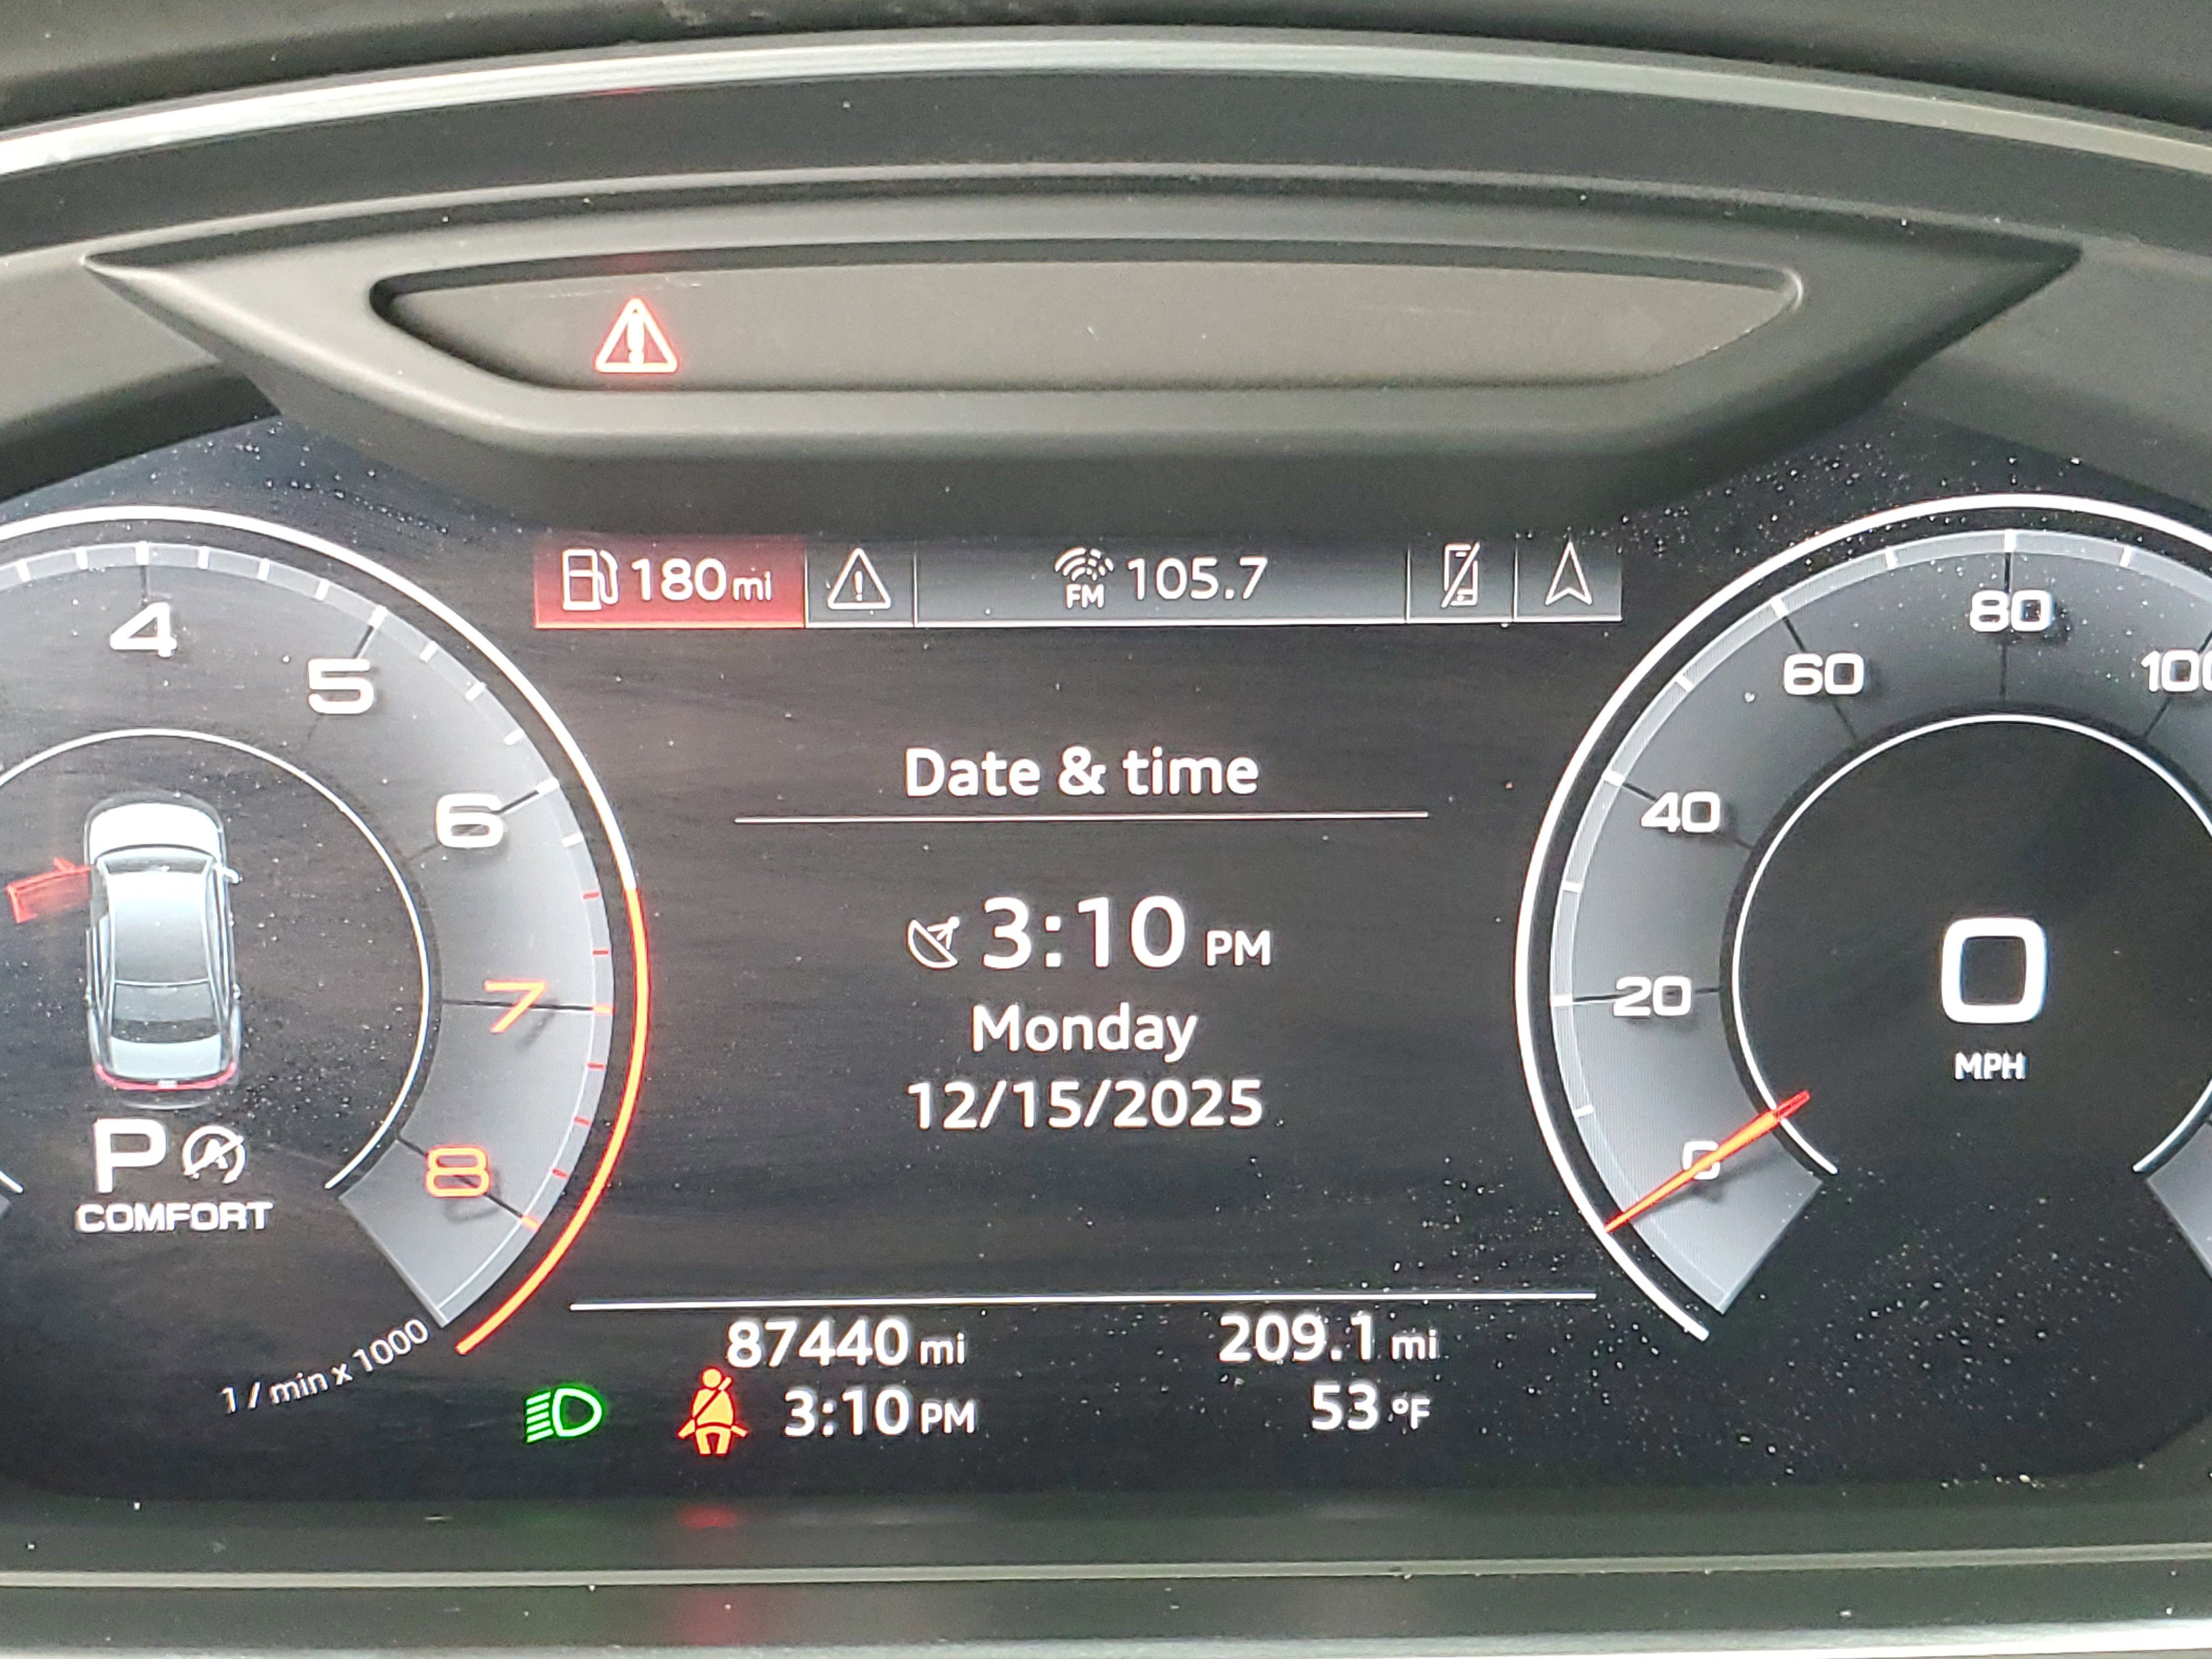 180 mi
FM 105.7
4
5
6
7
8
1 / min x 1000
P A
COMFORT
Date & time
3:10 PM
Monday
12/15/2025
87440 mi 209.1 mi
3:10 PM 53 °F
0
20
40
60
80
100
0
MPH